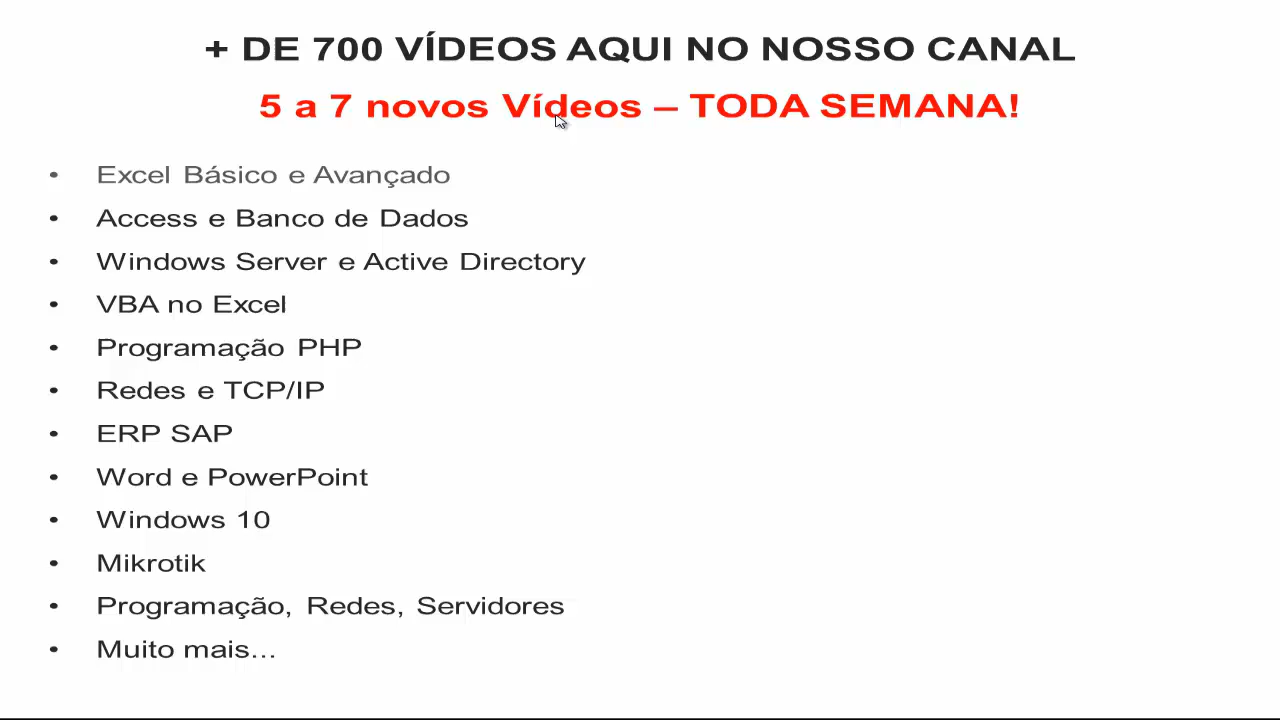 + DE 700 VÍDEOS AQUI NO NOSSO CANAL
5 a 7 novos Vídeos – TODA SEMANA!
• Excel Básico e Avançado
• Access e Banco de Dados
• Windows Server e Active Directory
• VBA no Excel
• Programação PHP
• Redes e TCP/IP
• ERP SAP
• Word e PowerPoint
• Windows 10
• Mikrotik
• Programação, Redes, Servidores
• Muito mais...